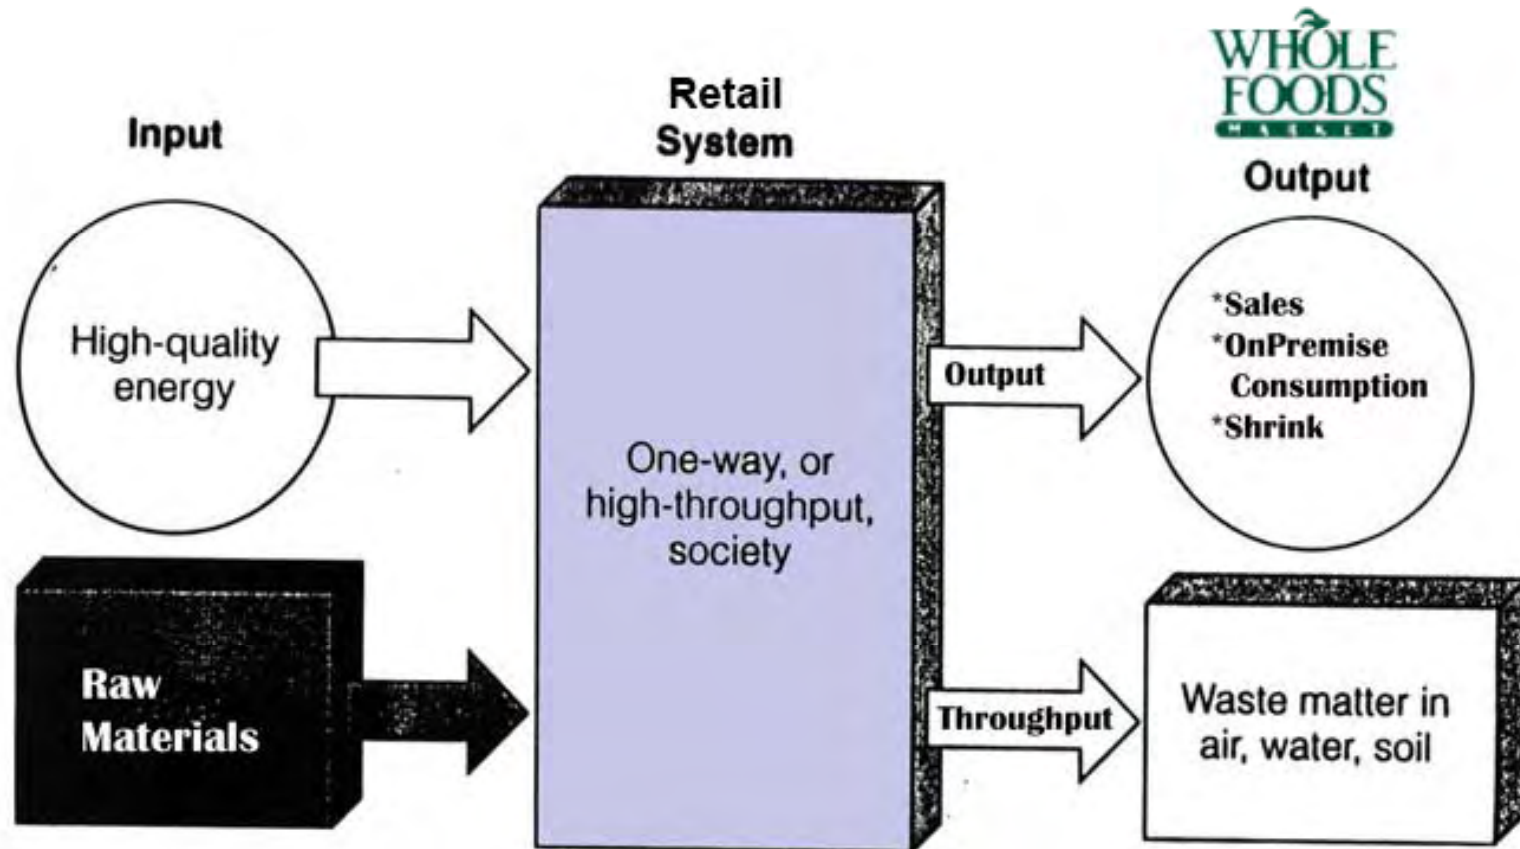 WHOLE
FOODS
MARKET
Input
Retail
System
Output
High-quality
energy
Raw
Materials
One-way, or
high-throughput,
society
Output
Throughput
*Sales
*OnPremise
Consumption
*Shrink
Waste matter in
air, water, soil